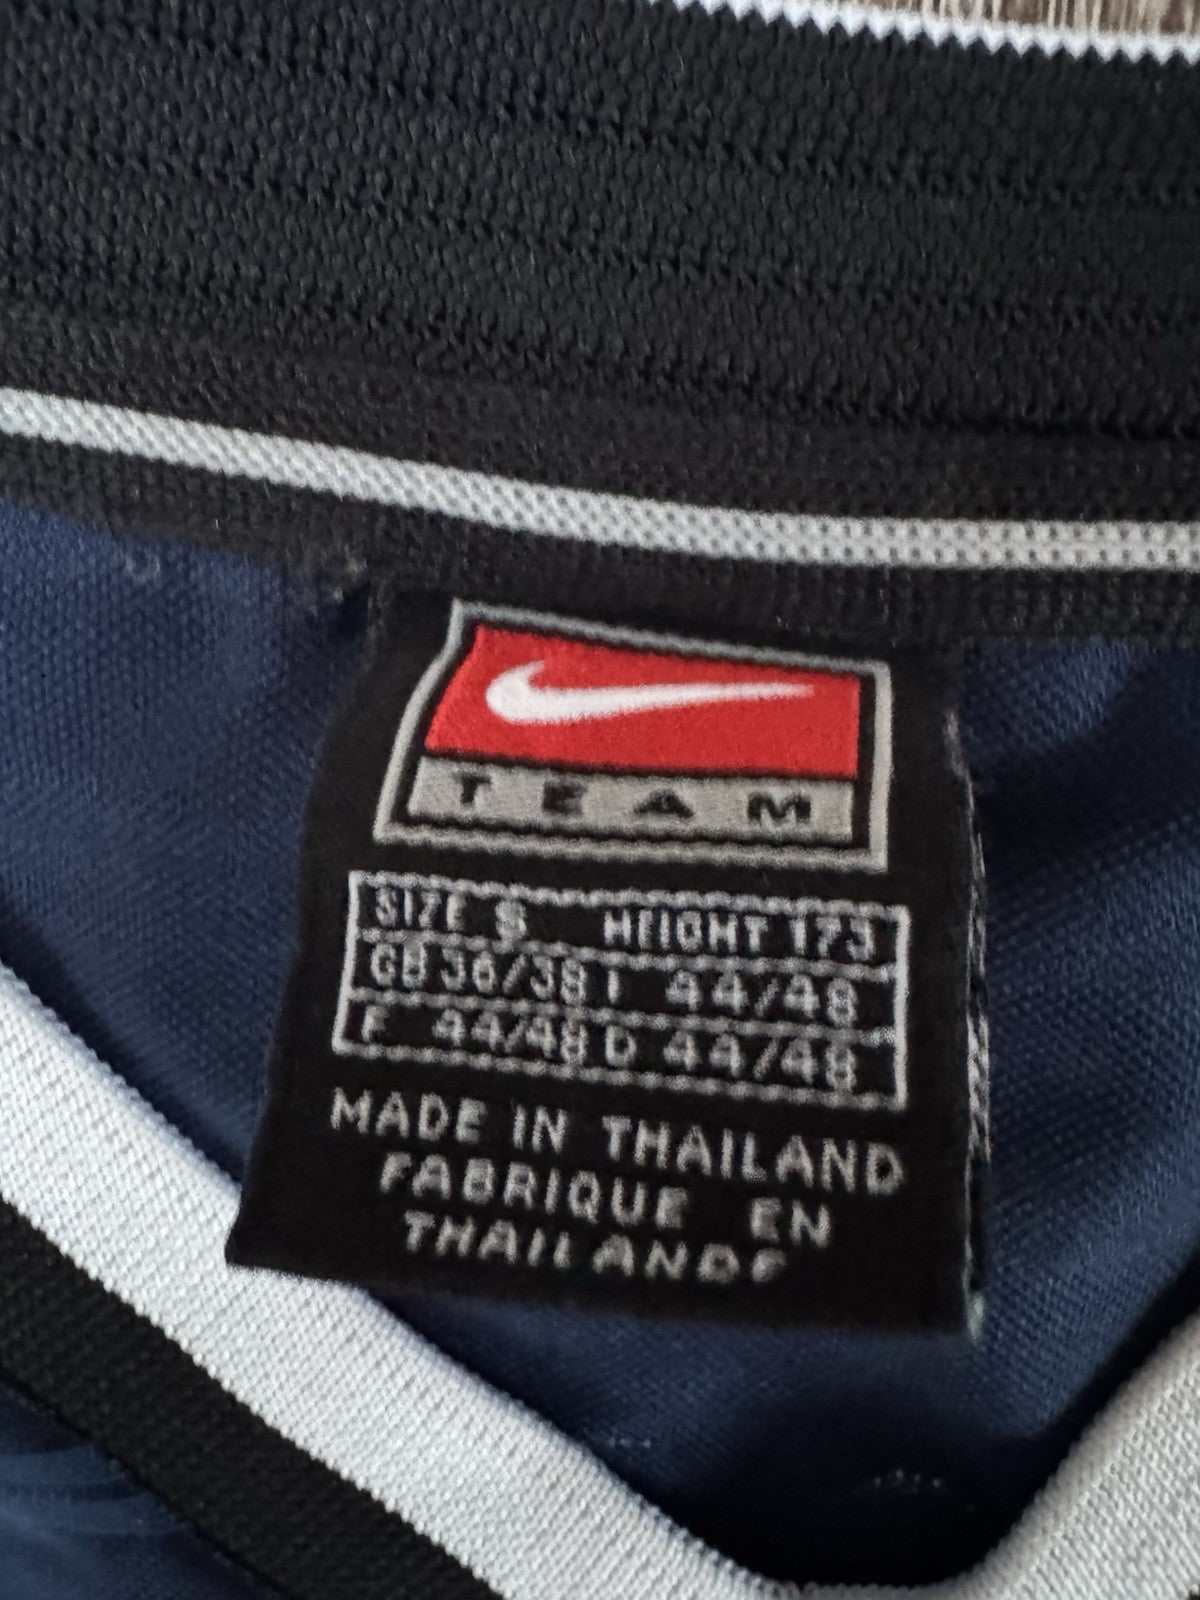 TEAM
SIZE S HEIGHT 173
GB 36/38 I 44/48
F 44/48 D 44/48
MADE IN THAILAND
FABRIQUE EN
THAILANDE